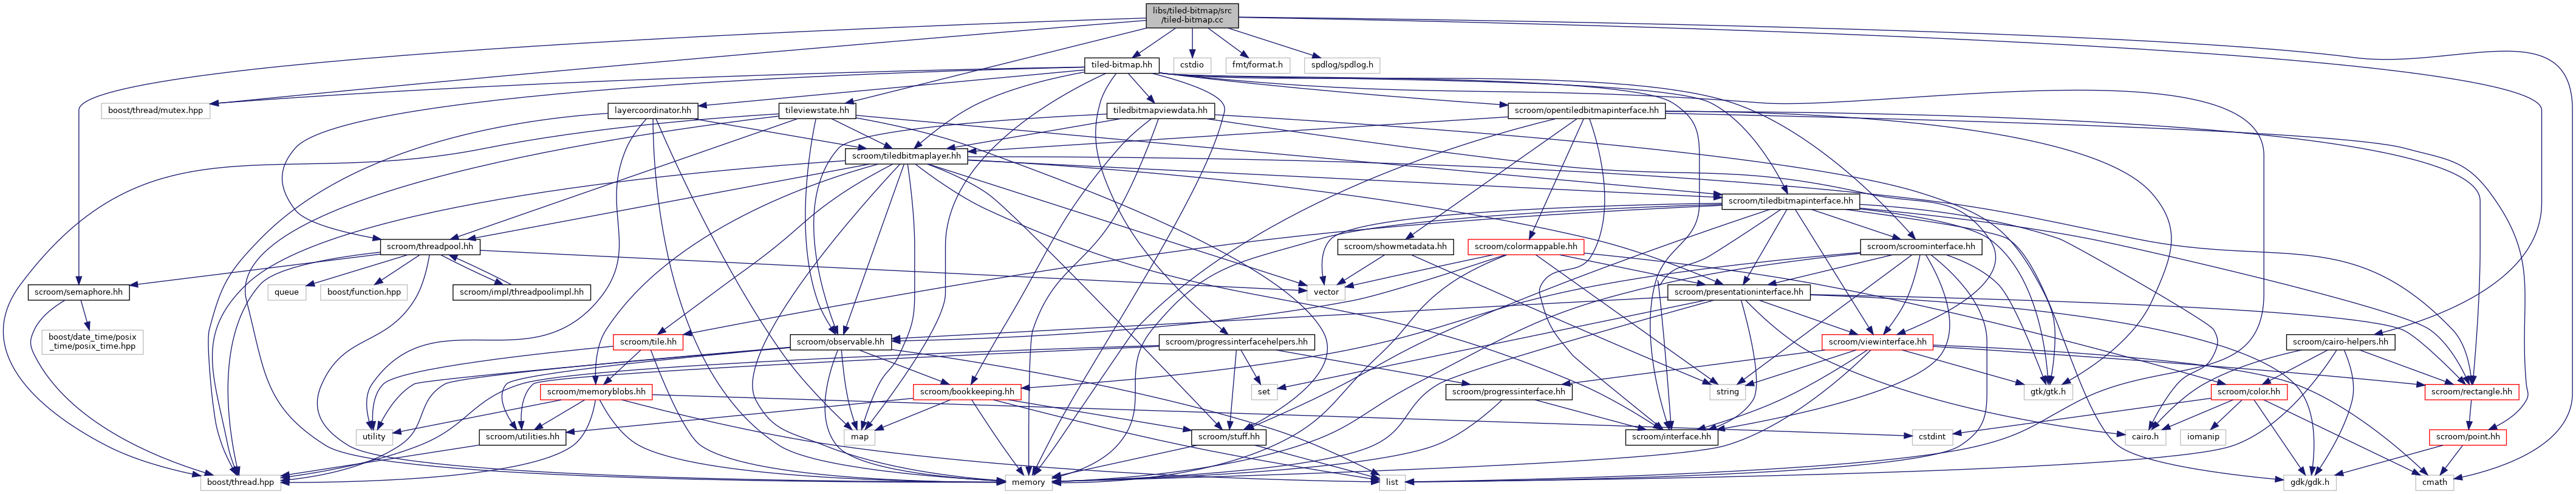 libs/tiled-bitmap/src
/tiled-bitmap.cc
tiled-bitmap.hh
cstdio
fmt/format.h
spdlog/spdlog.h
boost/thread/mutex.hpp
layercoordinator.hh
tileviewstate.hh
tiledbitmapviewdata.hh
scroom/opentiledbitmapinterface.hh
scroom/tiledbitmaplayer.hh
scroom/tiledbitmapinterface.hh
scroom/threadpool.hh
scroom/showmetadata.hh
scroom/colormappable.hh
scroom/scroominterface.hh
scroom/semaphore.hh
queue
boost/function.hpp
scroom/impl/threadpoolimpl.hh
vector
scroom/presentationinterface.hh
boost/date_time/posix
_time/posix_time.hpp
scroom/tile.hh
scroom/observable.hh
scroom/progressinterfacehelpers.hh
scroom/viewinterface.hh
scroom/cairo-helpers.hh
scroom/memoryblobs.hh
scroom/bookkeeping.hh
set
scroom/progressinterface.hh
string
gtk/gtk.h
scroom/color.hh
scroom/rectangle.hh
utility
scroom/utilities.hh
map
scroom/stuff.hh
scroom/interface.hh
cstdint
cairo.h
iomanip
scroom/point.hh
boost/thread.hpp
memory
list
gdk/gdk.h
cmath